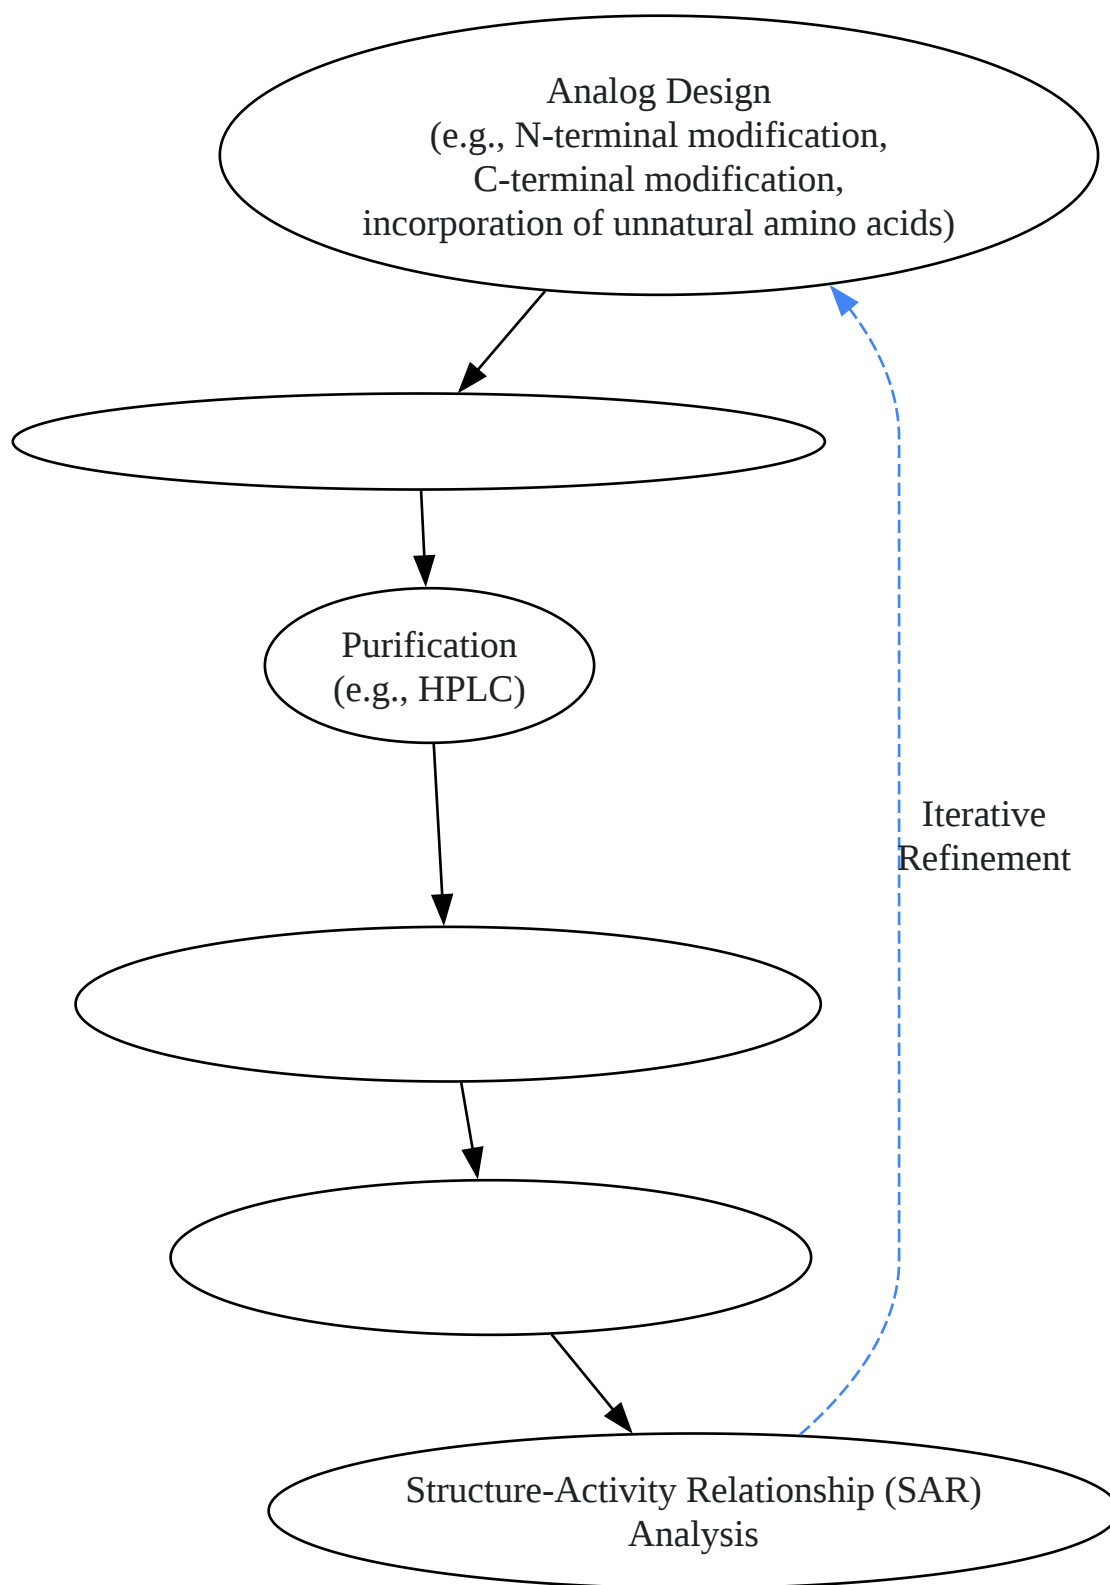 Analog Design
(e.g., N-terminal modification,
C-terminal modification,
incorporation of unnatural amino acids)
Purification
(e.g., HPLC)
Iterative
Refinement
Structure-Activity Relationship (SAR)
Analysis